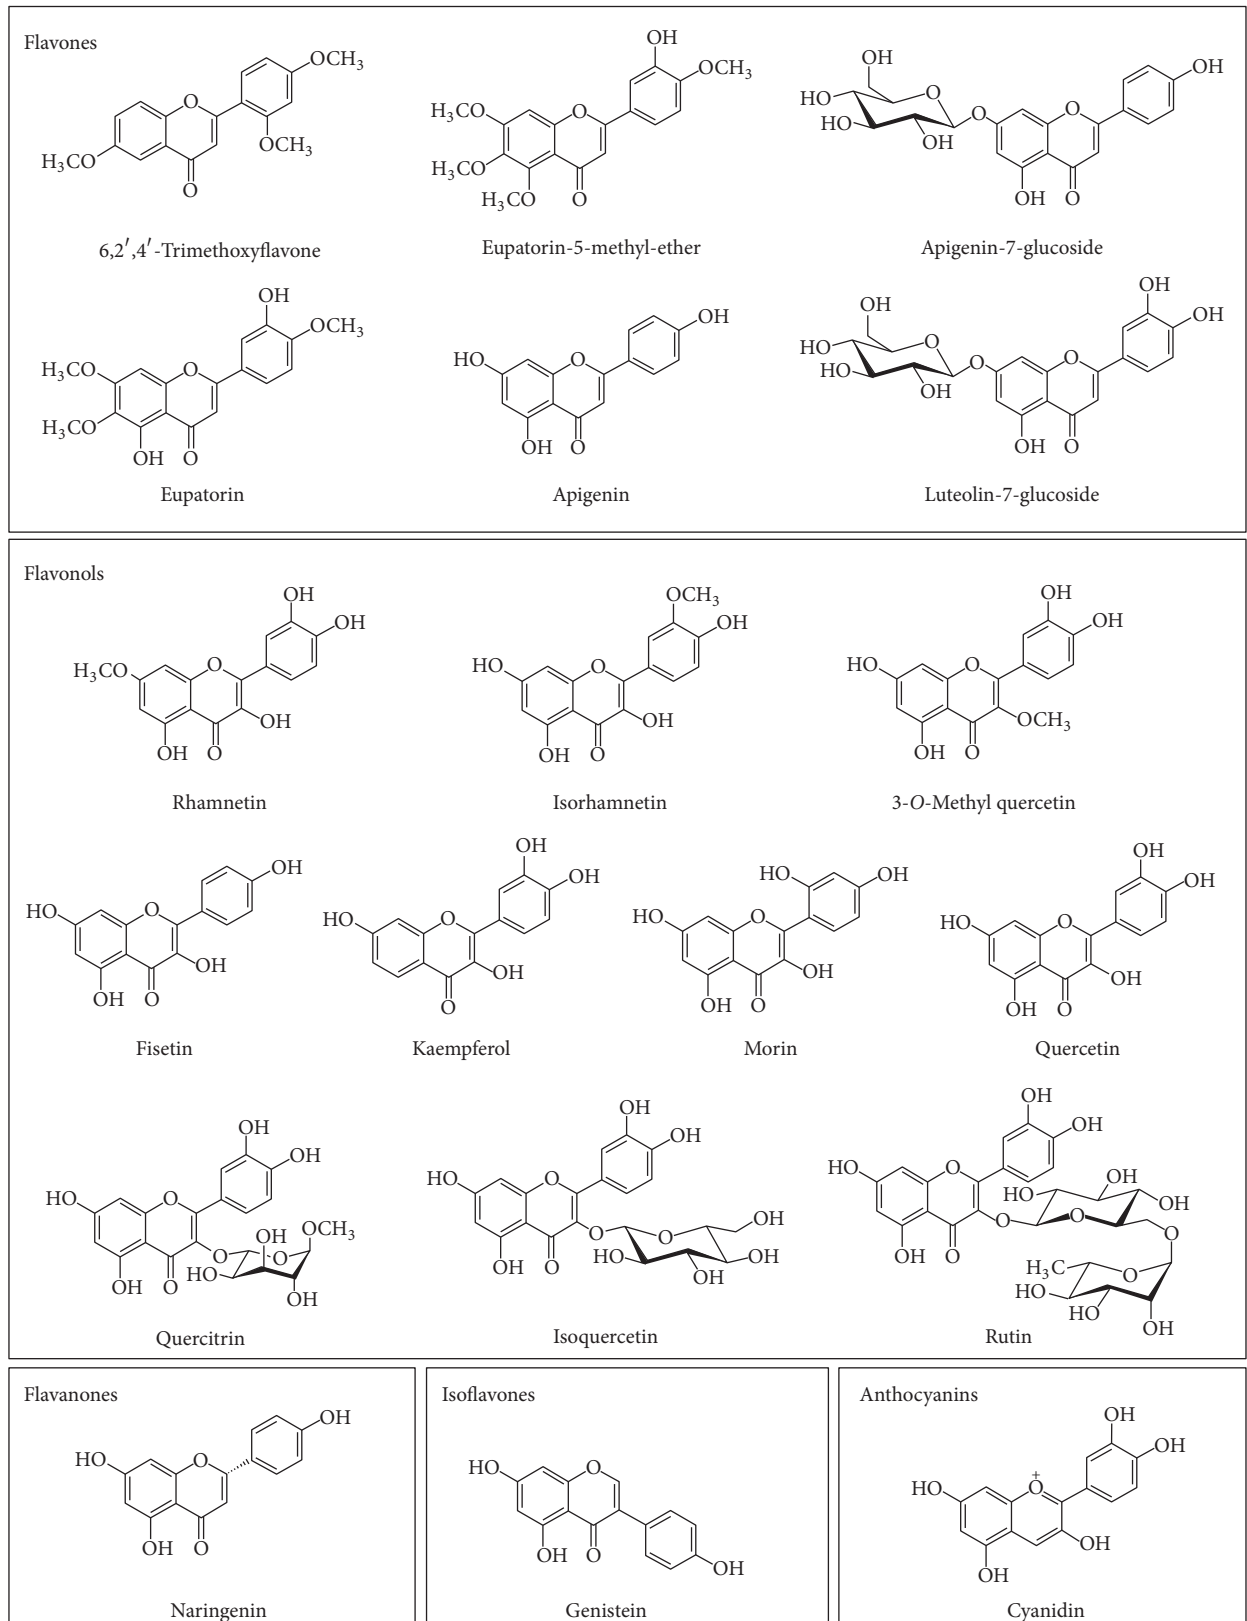 Flavones
OCH3
O
OCH3
H3CO
O
6,2′,4′-Trimethoxyflavone
OH
OCH3
H3CO
O
H3CO
H3CO
O
Eupatorin-5-methyl-ether
OH
OH
HO
O
O
O
HO
OH
OH
O
Apigenin-7-glucoside
OH
OCH3
H3CO
O
H3CO
OH
O
Eupatorin
OH
HO
O
OH
O
Apigenin
OH
OH
OH
HO
O
O
O
HO
OH
OH
O
Luteolin-7-glucoside
Flavonols
OH
OH
H3CO
O
OH
OH
O
Rhamnetin
OCH3
OH
HO
O
OH
OH
O
Isorhamnetin
OH
OH
HO
O
OCH3
OH
O
3-O-Methyl quercetin
OH
HO
O
OH
OH
O
Fisetin
OH
OH
HO
O
OH
O
Kaempferol
HO
OH
HO
O
OH
OH
O
Morin
OH
OH
HO
O
OH
OH
O
Quercetin
OH
OH
HO
O
OH
O
OCH3
O
HO
OH
O
OH
Quercitrin
OH
OH
HO
O
O
O
OH
HO
OH
OH
OH
O
Isoquercetin
OH
OH
HO
O
HO
OH
OH
O
O
O
OH
O
H3C
O
HO
HO
OH
Rutin
Flavanones
OH
HO
O
OH
O
Naringenin
Isoflavones
HO
O
OH
O
OH
Genistein
Anthocyanins
OH
OH
HO
+
O
OH
OH
Cyanidin